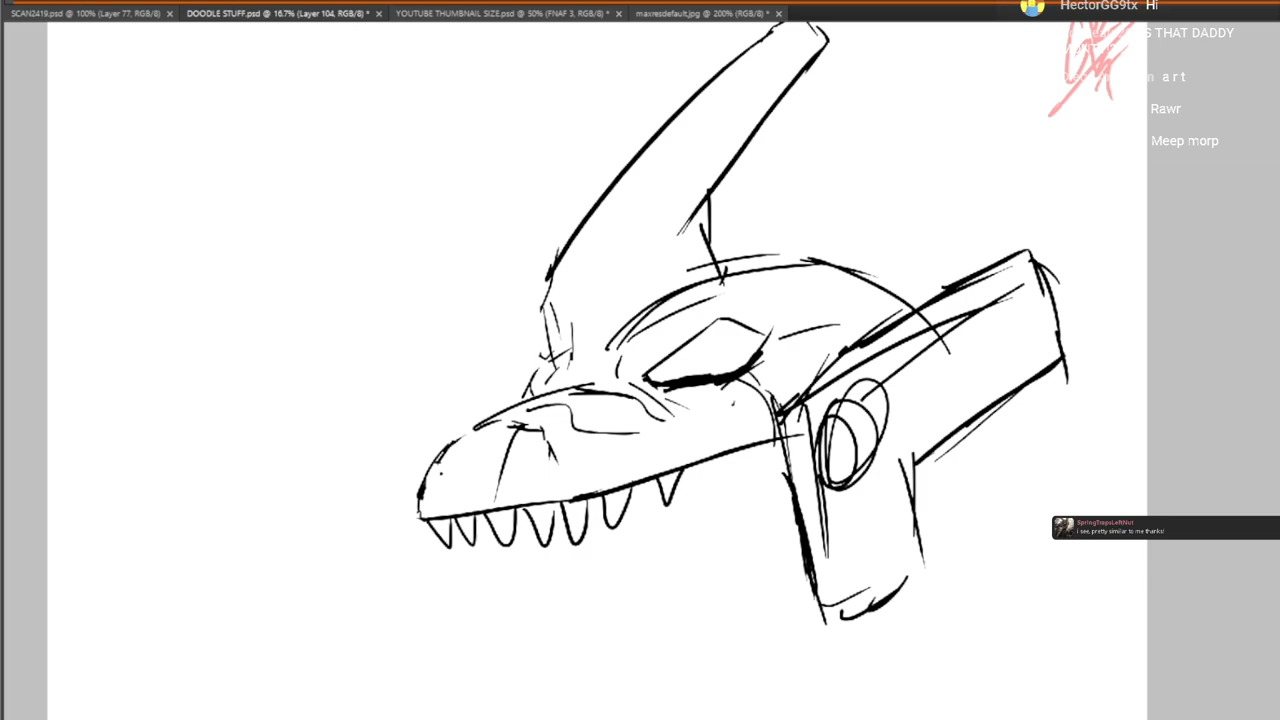 SCAN2419.psd @ 100% (Layer 77, RGB/8)
DOODLE STUFF.psd @ 16.7% (Layer 104, RGB/8) *
YOUTUBE THUMBNAIL SIZE.psd @ 50% (FNAF 3, RGB/8) *
maxresdefault.jpg @ 200% (RGB/8) *
HectorGG9tx Hi
S THAT DADDY
art
Rawr
Meep morp
SpringTrapsLeftNut
i see, pretty similar to me thanks!